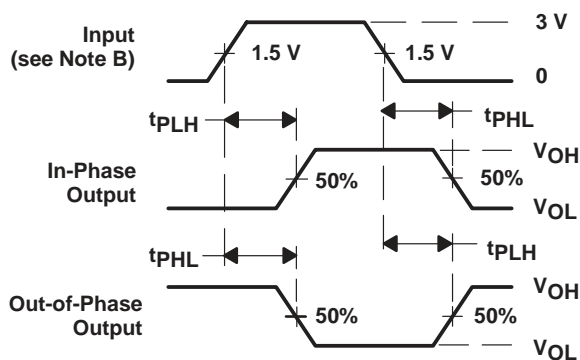 3 V
Input
(see Note B)
1.5 V
1.5 V
0
tPLH
tPHL
In-Phase
Output
50%
50%
VOH
VOL
tPHL
tPLH
Out-of-Phase
Output
50%
50%
VOH
VOL